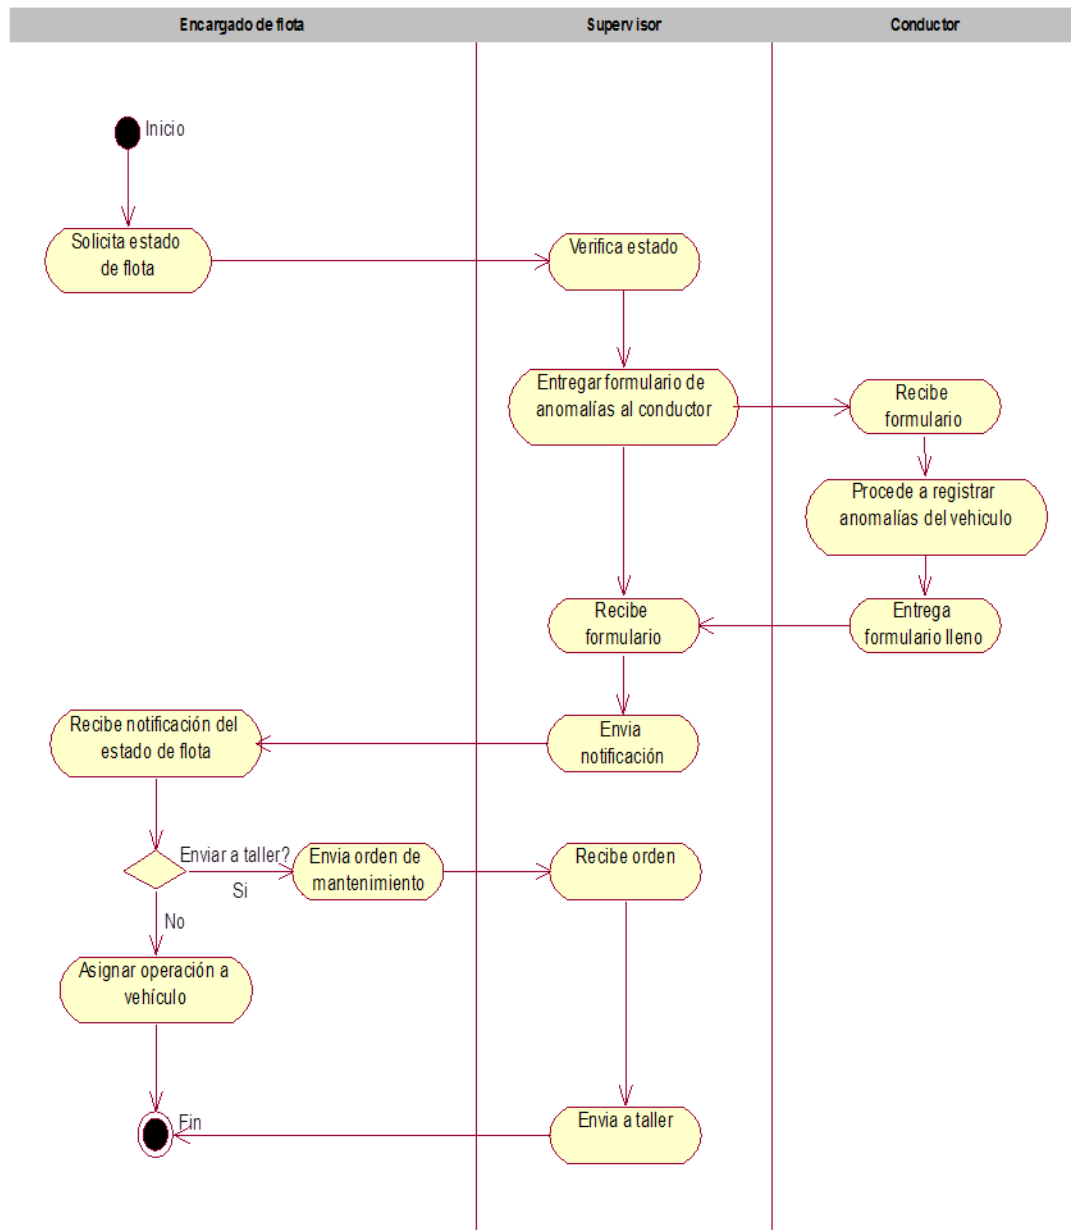 Encargado de flota
Supervisor
Conductor
Inicio
Solicita estado
de flota
Verifica estado
Entregar formulario de
anomalías al conductor
Recibe
formulario
Procede a registrar
anomalías del vehiculo
Entrega
formulario lleno
Recibe
formulario
Envia
notificación
Recibe notificación del
estado de flota
Enviar a taller?
Si
No
Envia orden de
mantenimiento
Recibe orden
Asignar operación a
vehículo
Envia a taller
Fin